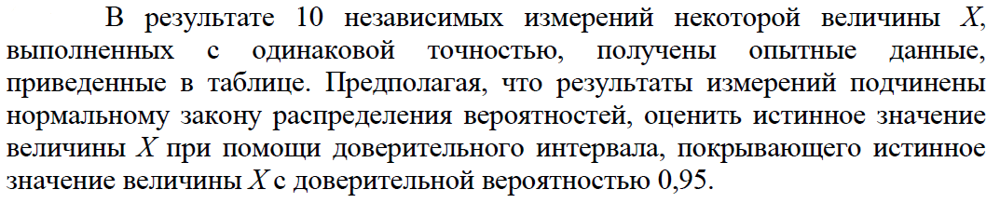 В результате 10 независимых измерений некоторой величины X,
выполненных с одинаковой точностью, получены опытные данные,
приведенные в таблице. Предполагая, что результаты измерений подчинены
нормальному закону распределения вероятностей, оценить истинное значение
величины X при помощи доверительного интервала, покрывающего истинное
значение величины X с доверительной вероятностью 0,95.